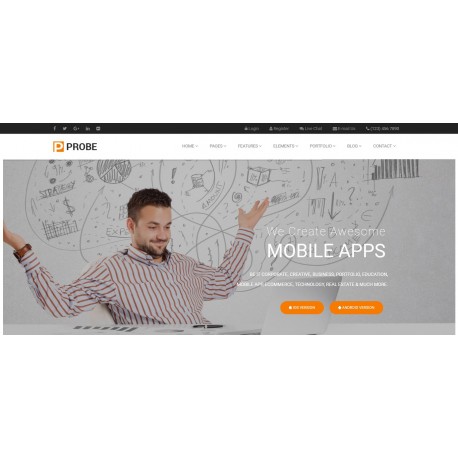 Login Register Live Chat E-mail Us (123) 456-7890
PROBE
HOME PAGES FEATURES ELEMENTS PORTFOLIO BLOG CONTACT
STRATEGY
We Create Awesome
MOBILE APPS
CORPORATE, CREATIVE, BUSINESS, PORTFOLIO, EDUCATION,
MOBILE APP, ECOMMERCE, TECHNOLOGY, REAL ESTATE & MUCH MORE.
IOS VERSION ANDROID VERSION